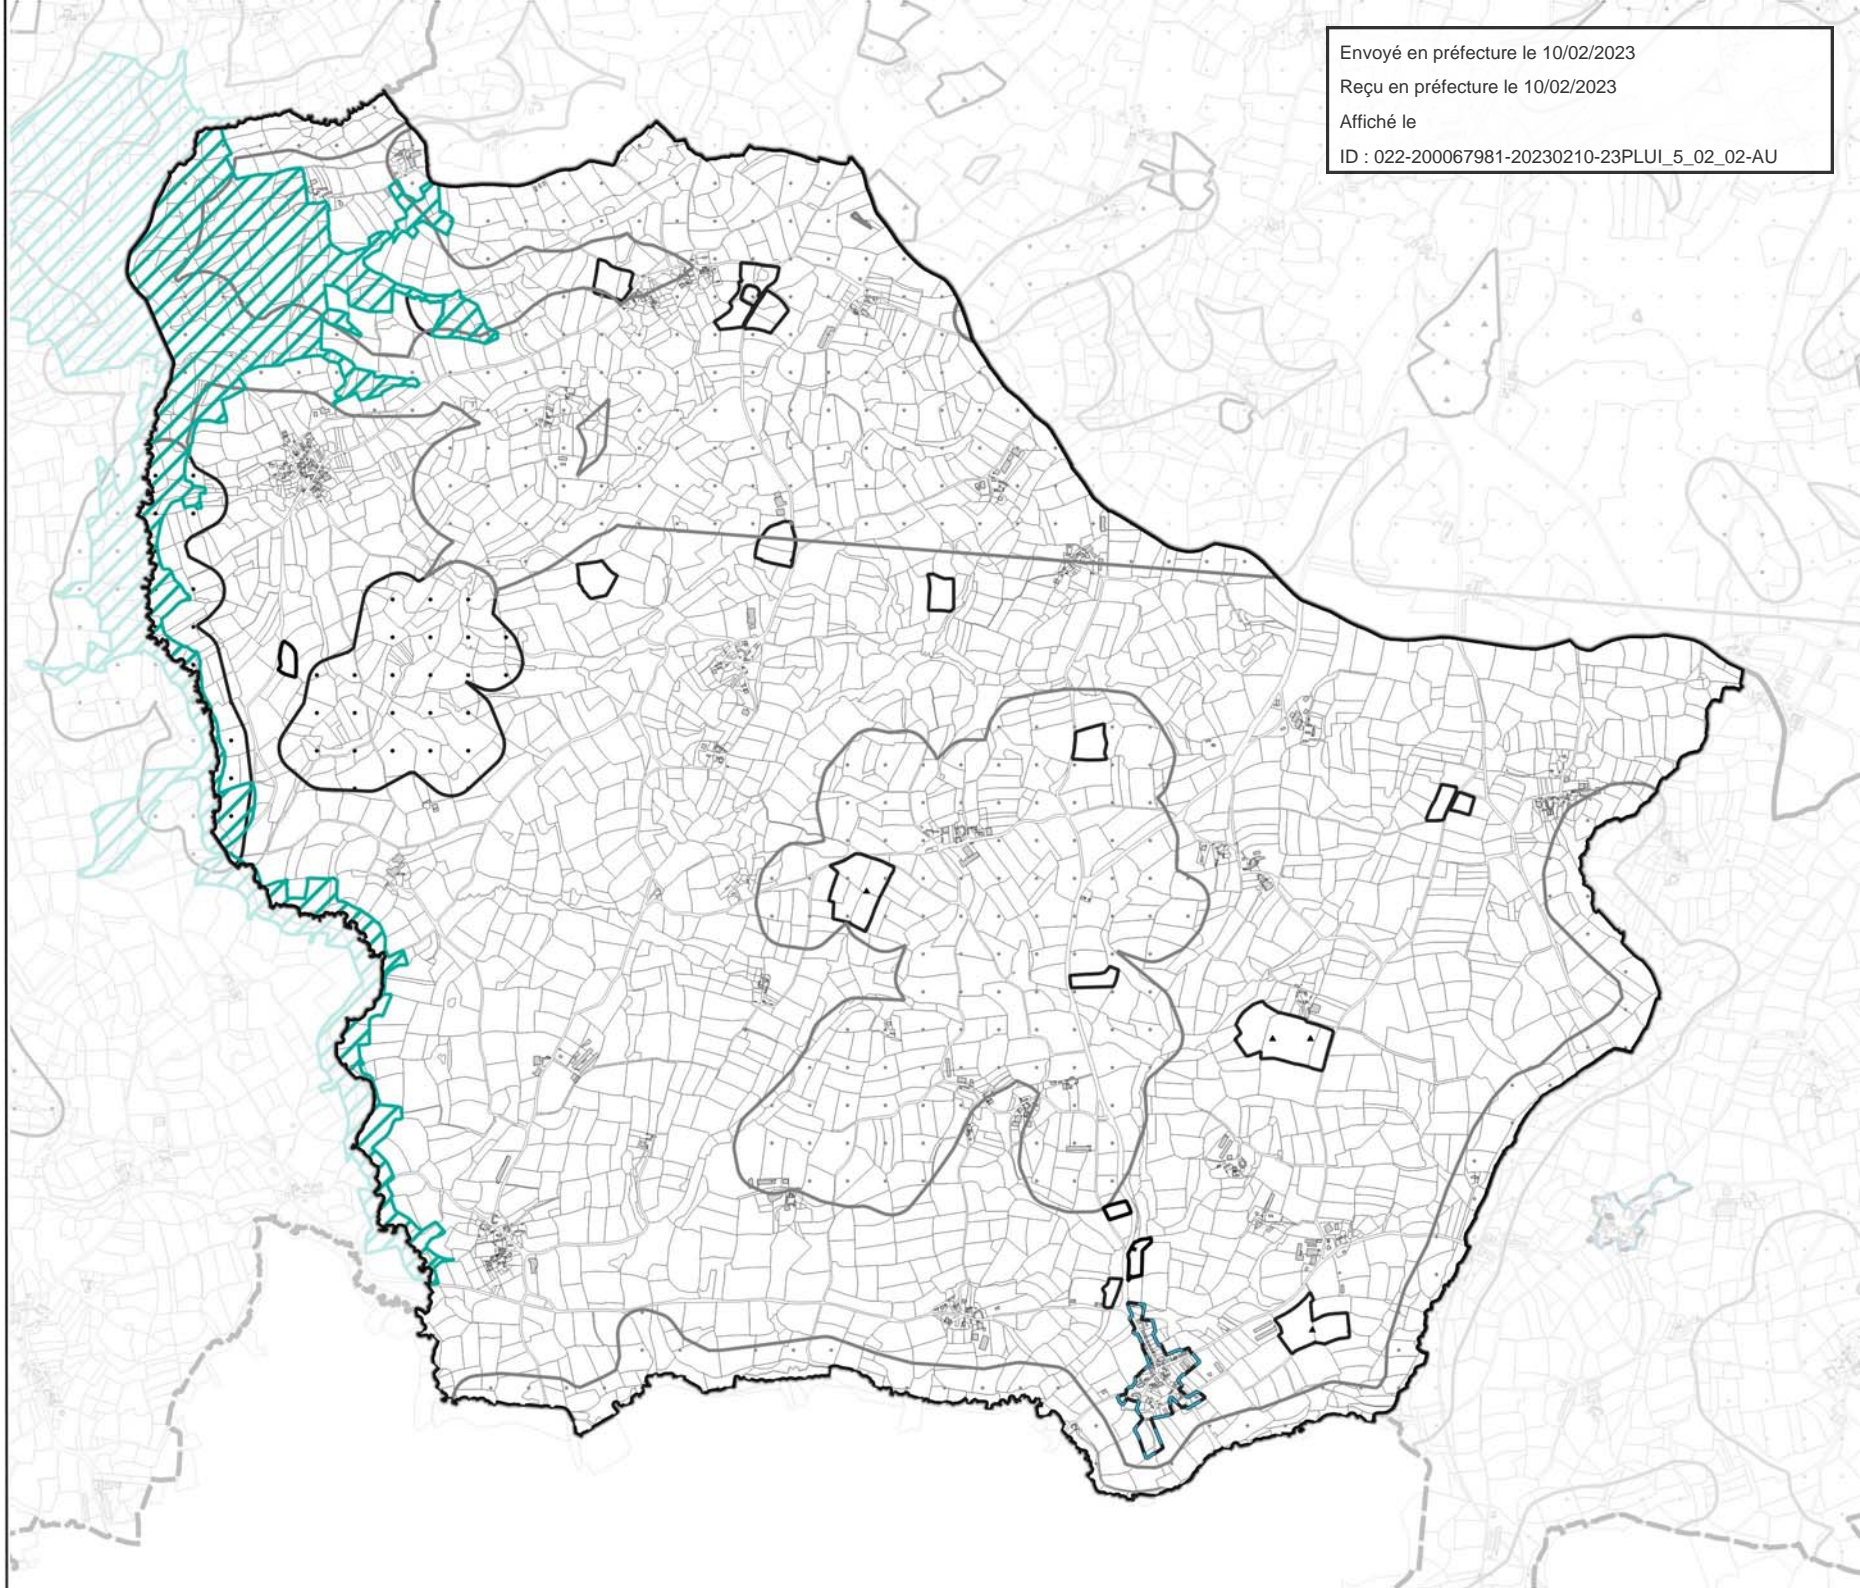 Envoyé en préfecture le 10/02/2023
Reçu en préfecture le 10/02/2023
Affiché le
ID : 022-200067981-20230210-23PLUI_5_02_02-AU